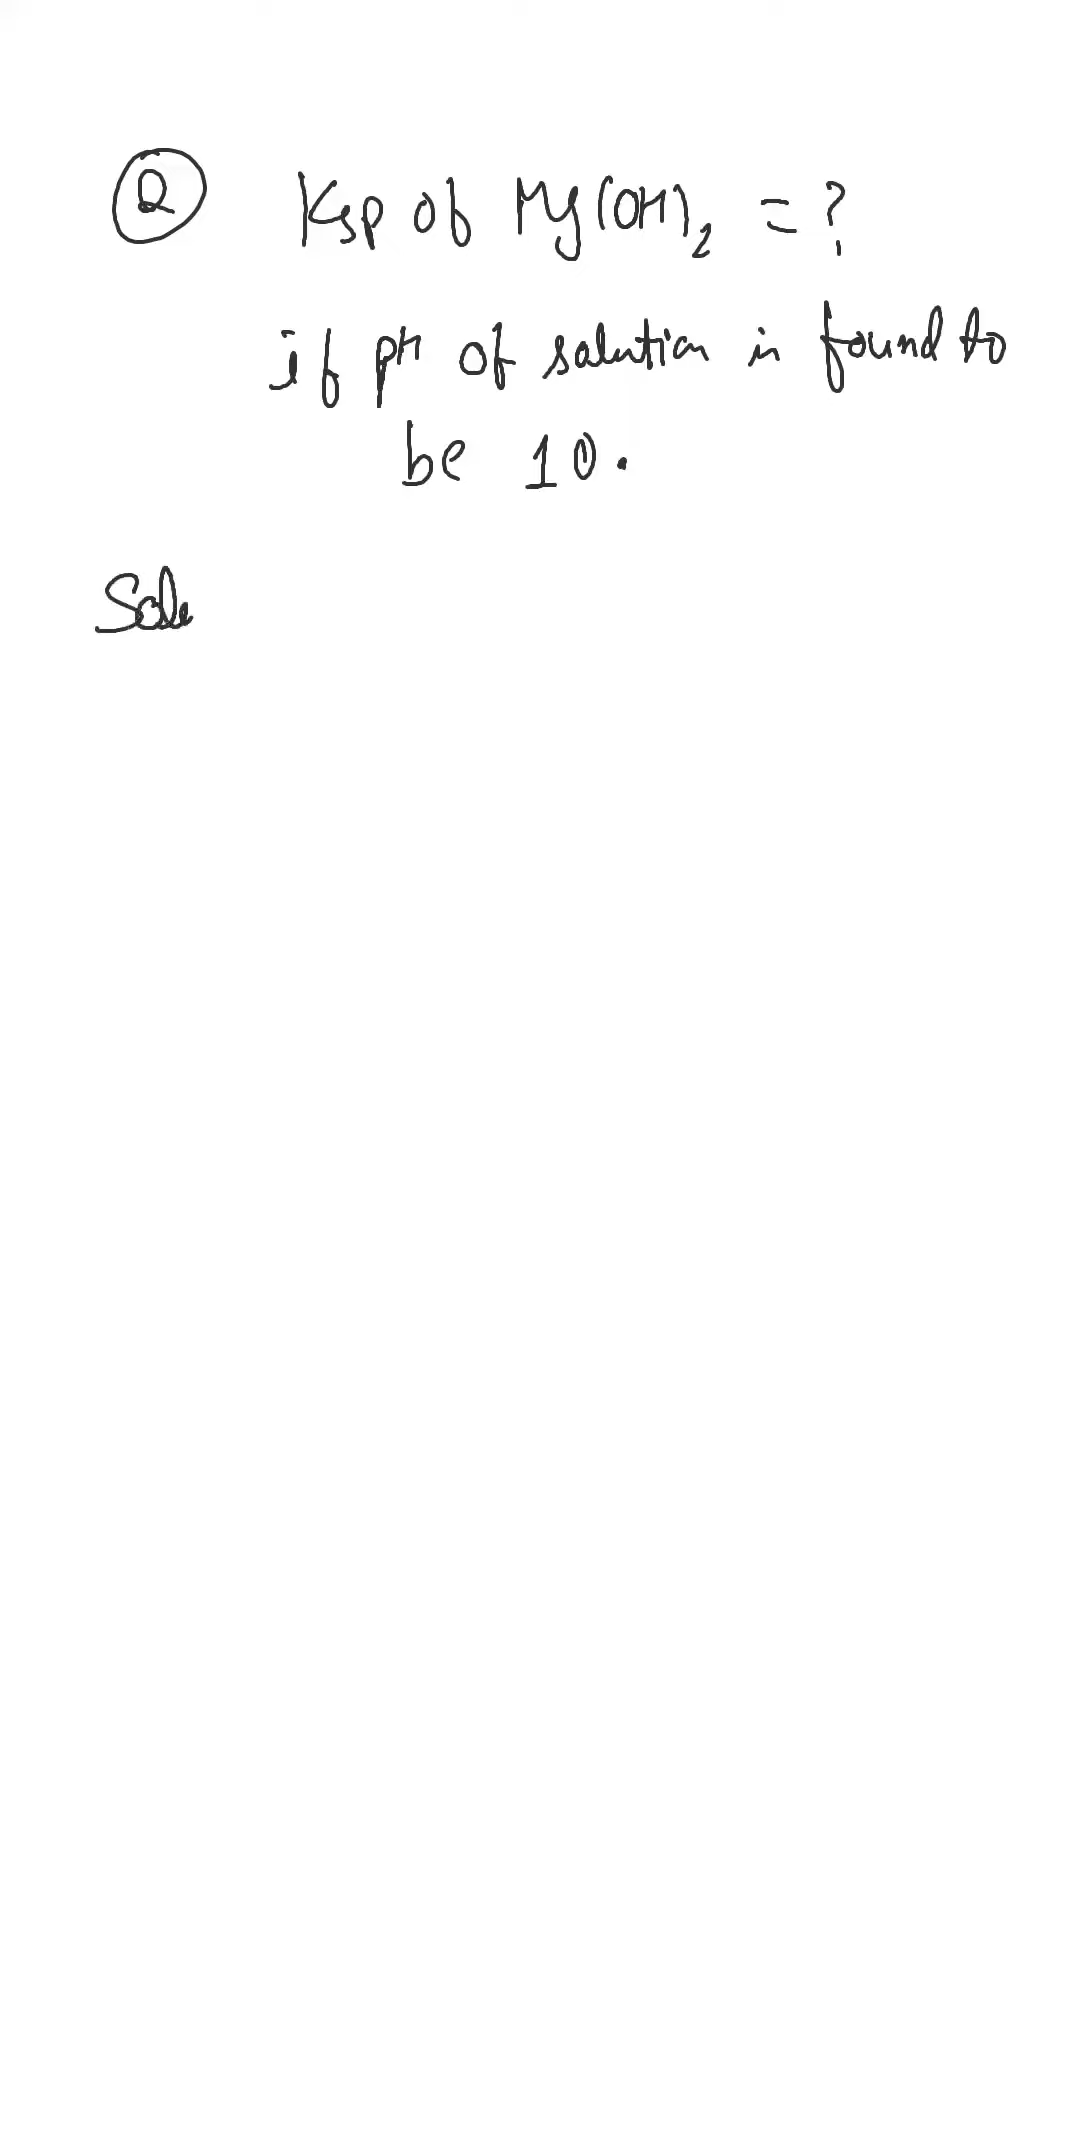 Q Ksp of Mg(OH)₂ = ?
if pH of solution is found to
be 10.
Soln